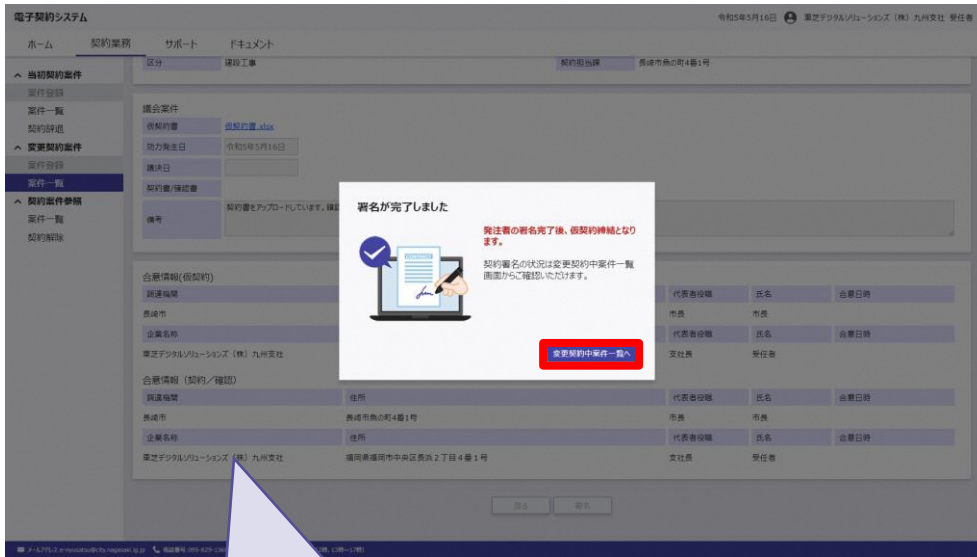 電子契約システム
令和5年5月16日 東芝デジタルソリューションズ（株）九州支社 受任者
ホーム 契約業務 サポート ドキュメント
当初契約案件
案件登録
案件一覧
契約辞退
変更契約案件
案件登録
案件一覧
契約案件参照
案件一覧
契約解除
区分 建設工事 契約担当課 長崎市魚の町4番1号
議会案件
仮契約書 仮契約書.xlsx
効力発生日 令和5年5月16日
議決日
契約書/確認書
備考 契約書をアップロードしています。確認
署名が完了しました
発注者の署名完了後、仮契約締結となり
ます。
契約署名の状況は変更契約中案件一覧
画面からご確認いただけます。
変更契約中案件一覧へ
合意情報(仮契約)
調達機関 代表者役職 氏名 合意日時
長崎市 市長 市長
企業名称 代表者役職 氏名 合意日時
東芝デジタルソリューションズ（株）九州支社 支社長 受任者
合意情報（契約／確認）
調達機関 住所 代表者役職 氏名 合意日時
長崎市 長崎市魚の町4番1号 市長 市長
企業名称 住所 代表者役職 氏名 合意日時
東芝デジタルソリューションズ（株）九州支社 福岡県福岡市中央区長浜2丁目4番1号 支社長 受任者
戻る 署名